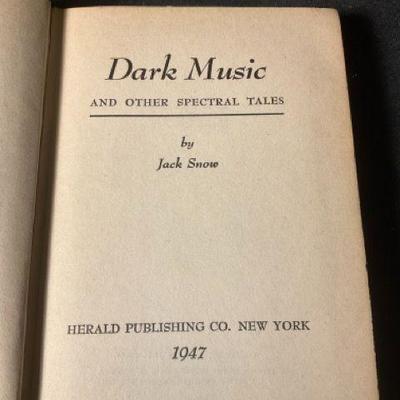 Dark Music
AND OTHER SPECTRAL TALES
by
Jack Snow
HERALD PUBLISHING CO. NEW YORK
1947